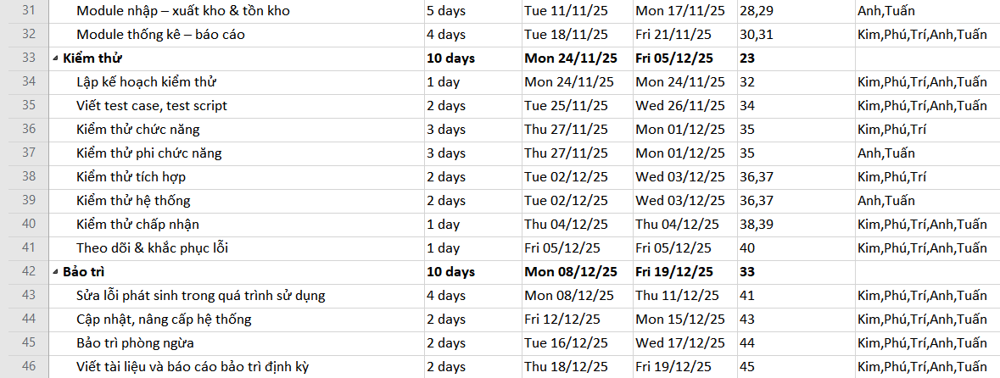 31 Module nhập – xuất kho & tồn kho 5 days Tue 11/11/25 Mon 17/11/25 28,29 Anh,Tuấn
32 Module thống kê – báo cáo 4 days Tue 18/11/25 Fri 21/11/25 30,31 Kim,Phú,Trí,Anh,Tuấn
33 Kiểm thử 10 days Mon 24/11/25 Fri 05/12/25 23
34 Lập kế hoạch kiểm thử 1 day Mon 24/11/25 Mon 24/11/25 32 Kim,Phú,Trí,Anh,Tuấn
35 Viết test case, test script 2 days Tue 25/11/25 Wed 26/11/25 34 Kim,Phú,Trí,Anh,Tuấn
36 Kiểm thử chức năng 3 days Thu 27/11/25 Mon 01/12/25 35 Kim,Phú,Trí
37 Kiểm thử phi chức năng 3 days Thu 27/11/25 Mon 01/12/25 35 Anh,Tuấn
38 Kiểm thử tích hợp 2 days Tue 02/12/25 Wed 03/12/25 36,37 Kim,Phú,Trí
39 Kiểm thử hệ thống 2 days Tue 02/12/25 Wed 03/12/25 36,37 Anh,Tuấn
40 Kiểm thử chấp nhận 1 day Thu 04/12/25 Thu 04/12/25 38,39 Kim,Phú,Trí,Anh,Tuấn
41 Theo dõi & khắc phục lỗi 1 day Fri 05/12/25 Fri 05/12/25 40 Kim,Phú,Trí,Anh,Tuấn
42 Bảo trì 10 days Mon 08/12/25 Fri 19/12/25 33
43 Sửa lỗi phát sinh trong quá trình sử dụng 4 days Mon 08/12/25 Thu 11/12/25 41 Kim,Phú,Trí,Anh,Tuấn
44 Cập nhật, nâng cấp hệ thống 2 days Fri 12/12/25 Mon 15/12/25 43 Kim,Phú,Trí,Anh,Tuấn
45 Bảo trì phòng ngừa 2 days Tue 16/12/25 Wed 17/12/25 44 Kim,Phú,Trí,Anh,Tuấn
46 Viết tài liệu và báo cáo bảo trì định kỳ 2 days Thu 18/12/25 Fri 19/12/25 45 Kim,Phú,Trí,Anh,Tuấn